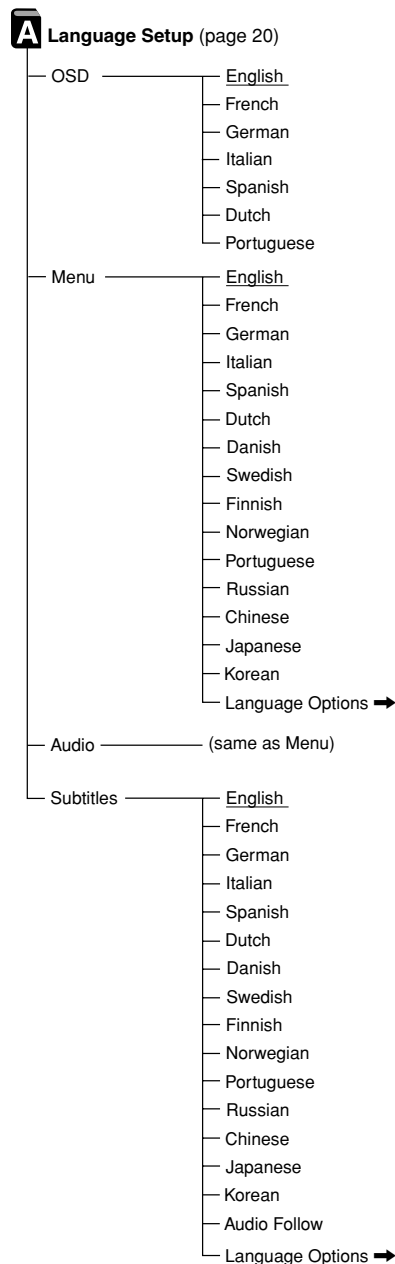 A Language Setup (page 20)
OSD
English
French
German
Italian
Spanish
Dutch
Portuguese
Menu
English
French
German
Italian
Spanish
Dutch
Danish
Swedish
Finnish
Norwegian
Portuguese
Russian
Chinese
Japanese
Korean
Language Options ➡
Audio
(same as Menu)
Subtitles
English
French
German
Italian
Spanish
Dutch
Danish
Swedish
Finnish
Norwegian
Portuguese
Russian
Chinese
Japanese
Korean
Audio Follow
Language Options ➡